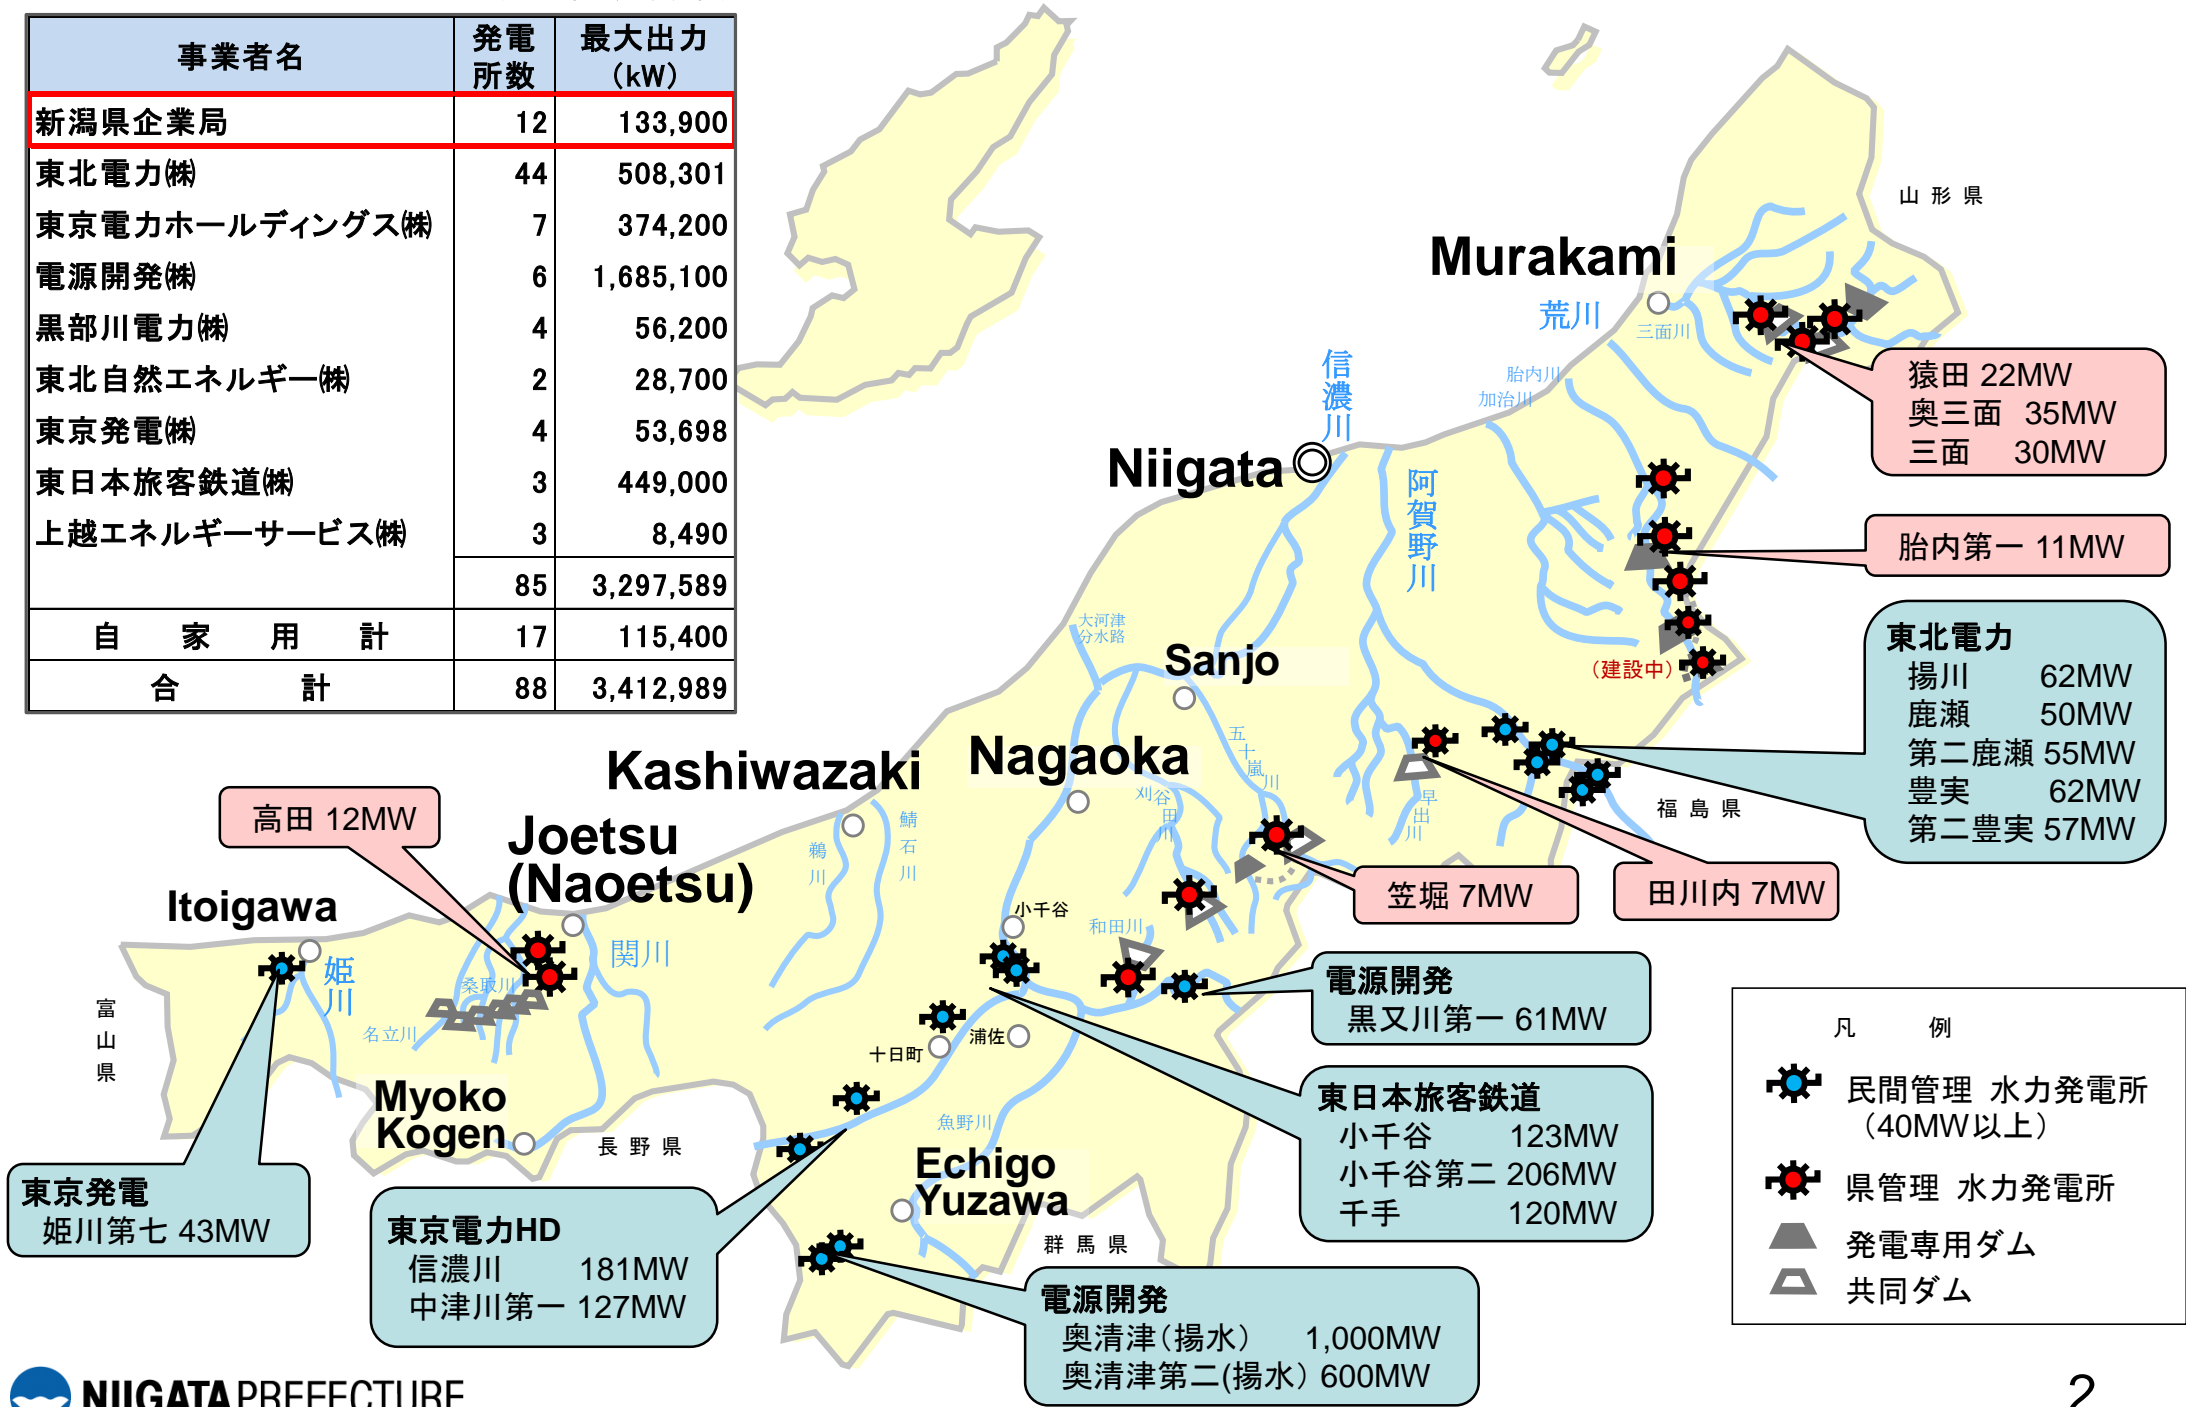 事業者名 発電所数 最大出力(kW)
新潟県企業局 12 133,900
東北電力㈱ 44 508,301
東京電力ホールディングス㈱ 7 374,200
電源開発㈱ 6 1,685,100
黒部川電力㈱ 4 56,200
東北自然エネルギー㈱ 2 28,700
東京発電㈱ 4 53,698
東日本旅客鉄道㈱ 3 449,000
上越エネルギーサービス㈱ 3 8,490
85 3,297,589
自家用計 17 115,400
合計 88 3,412,989
山形県
Murakami
荒川
三面川
胎内川
加治川
信濃川
Niigata
阿賀野川
猿田 22MW
奥三面 35MW
三面 30MW
胎内第一 11MW
大河津
分水路
Sanjo
(建設中)
東北電力
揚川 62MW
鹿瀬 50MW
第二鹿瀬 55MW
豊実 62MW
第二豊実 57MW
五十嵐川
Nagaoka
Kashiwazaki
刈谷田川
早出川
福島県
高田 12MW
Joetsu
(Naoetsu)
鵜川
鯖石川
笠堀 7MW
田川内 7MW
Itoigawa
姫川
関川
小千谷
和田川
桑取川
名立川
富山県
電源開発
黒又川第一 61MW
十日町
浦佐
Myoko
Kogen
長野県
魚野川
東日本旅客鉄道
小千谷 123MW
小千谷第二 206MW
千手 120MW
Echigo
Yuzawa
群馬県
東京発電
姫川第七 43MW
東京電力HD
信濃川 181MW
中津川第一 127MW
電源開発
奥清津(揚水) 1,000MW
奥清津第二(揚水) 600MW
凡例
民間管理 水力発電所
(40MW以上)
県管理 水力発電所
発電専用ダム
共同ダム
NIIGATA PREFECTURE
2